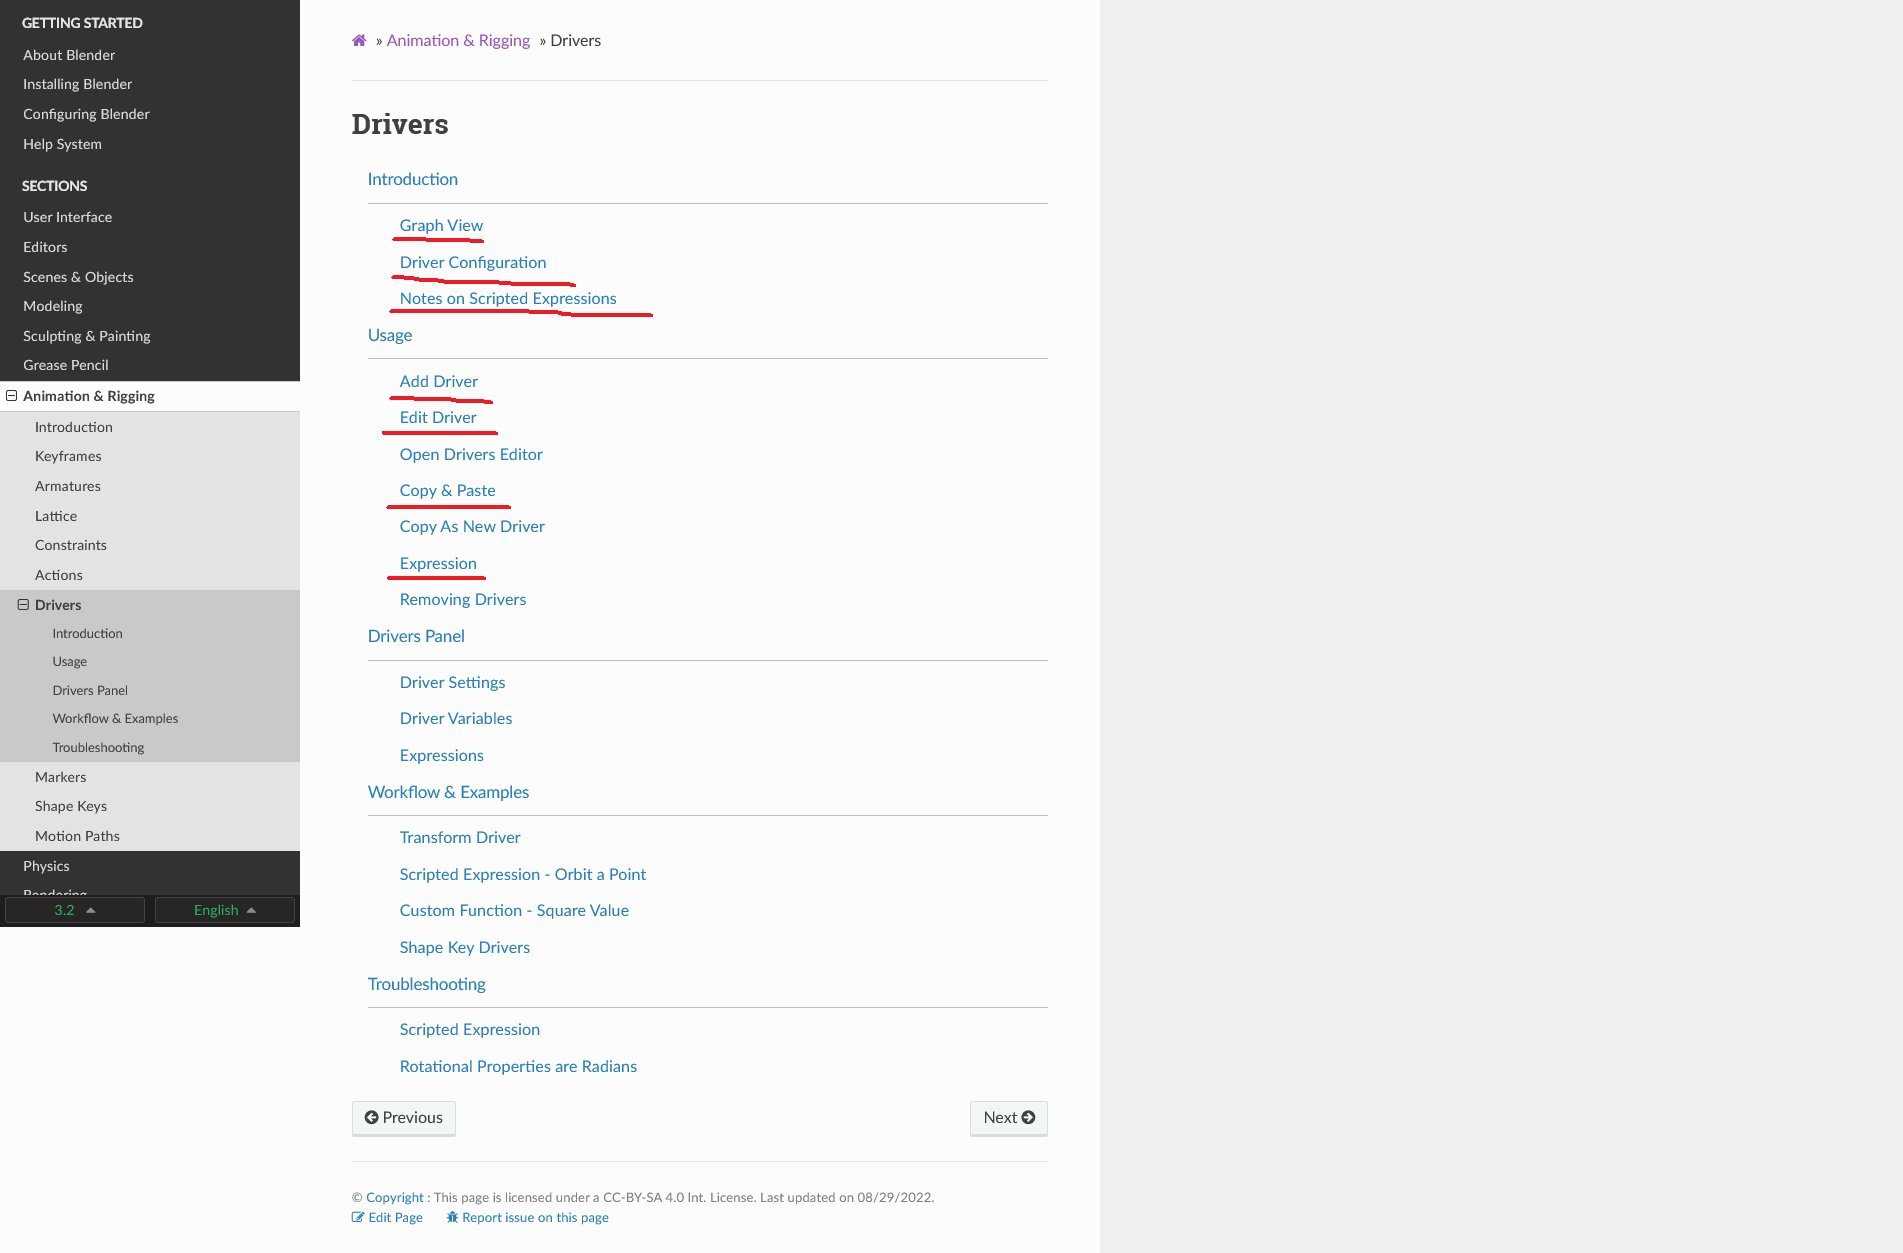 GETTING STARTED
About Blender
Installing Blender
Configuring Blender
Help System
SECTIONS
User Interface
Editors
Scenes & Objects
Modeling
Sculpting & Painting
Grease Pencil
Animation & Rigging
Introduction
Keyframes
Armatures
Lattice
Constraints
Actions
Drivers
Introduction
Usage
Drivers Panel
Workflow & Examples
Troubleshooting
Markers
Shape Keys
Motion Paths
Physics
Rendering
3.2 English
» Animation & Rigging » Drivers
Drivers
Introduction
Graph View
Driver Configuration
Notes on Scripted Expressions
Usage
Add Driver
Edit Driver
Open Drivers Editor
Copy & Paste
Copy As New Driver
Expression
Removing Drivers
Drivers Panel
Driver Settings
Driver Variables
Expressions
Workflow & Examples
Transform Driver
Scripted Expression - Orbit a Point
Custom Function - Square Value
Shape Key Drivers
Troubleshooting
Scripted Expression
Rotational Properties are Radians
Previous Next
© Copyright : This page is licensed under a CC-BY-SA 4.0 Int. License. Last updated on 08/29/2022.
Edit Page Report issue on this page